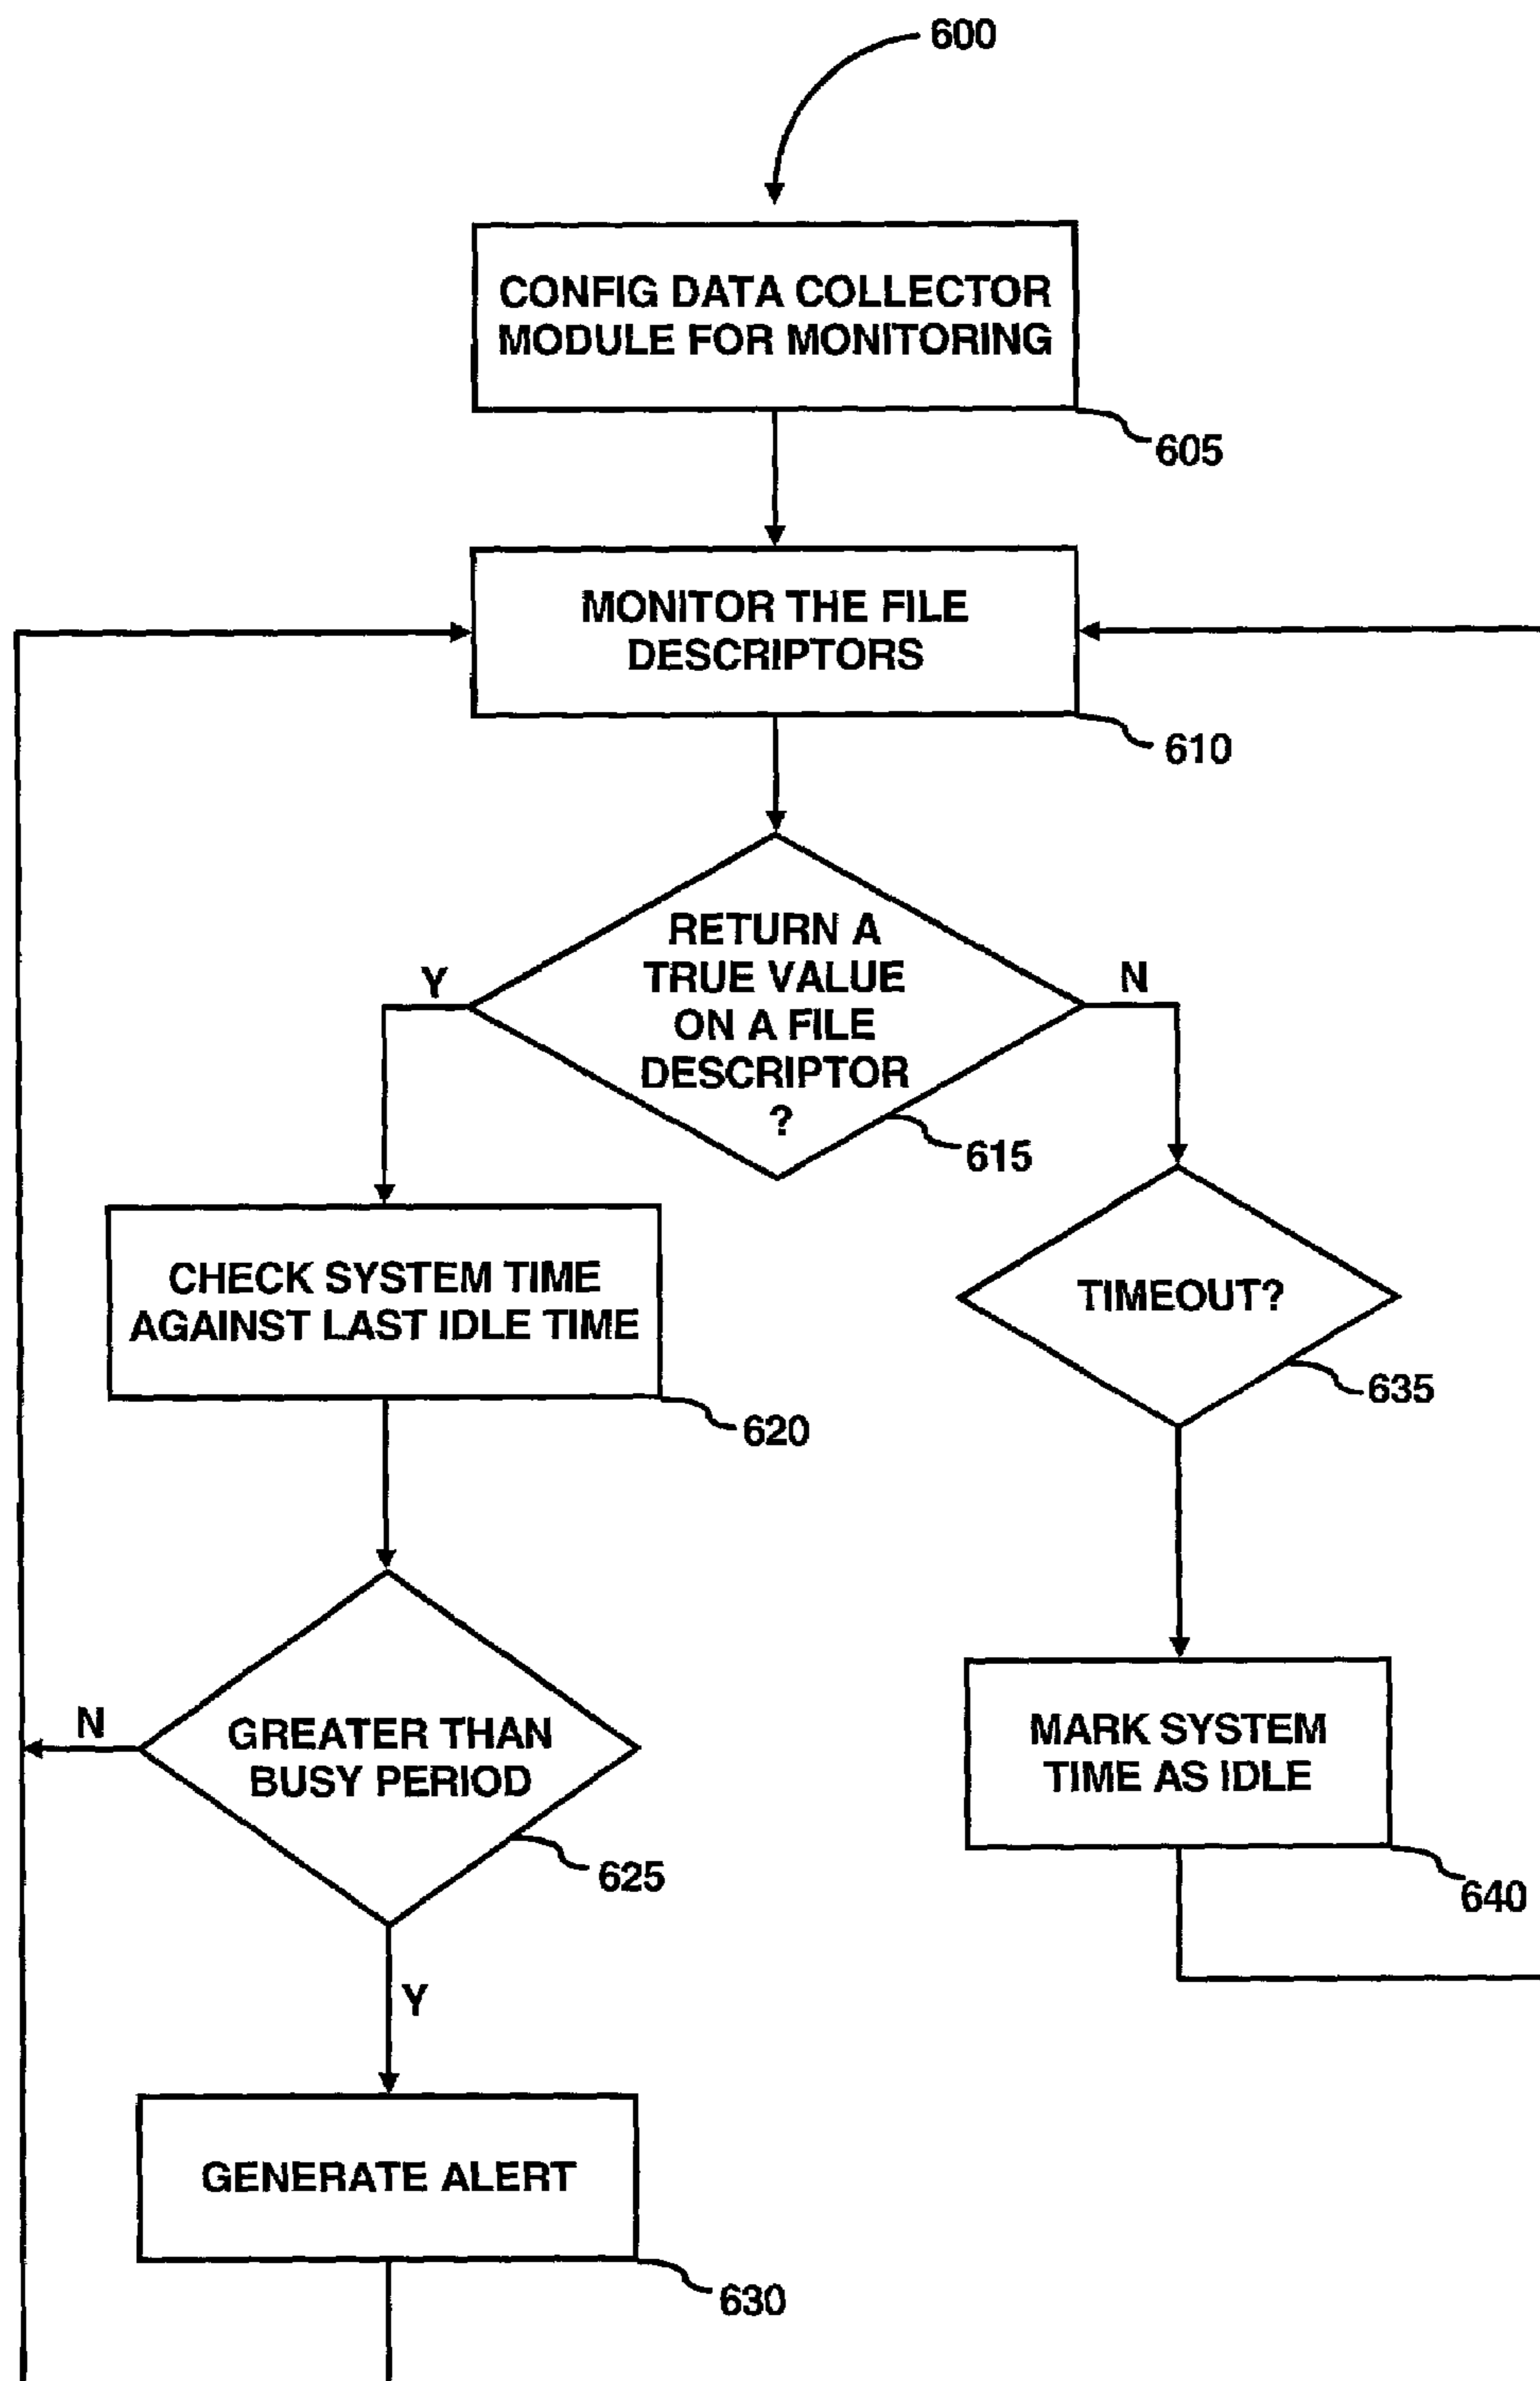 600
CONFIG DATA COLLECTOR
MODULE FOR MONITORING
605
MONITOR THE FILE
DESCRIPTORS
610
RETURN A
TRUE VALUE
ON A FILE
DESCRIPTOR
?
Y
N
615
CHECK SYSTEM TIME
AGAINST LAST IDLE TIME
620
TIMEOUT?
635
GREATER THAN
BUSY PERIOD
N
625
Y
MARK SYSTEM
TIME AS IDLE
640
GENERATE ALERT
630